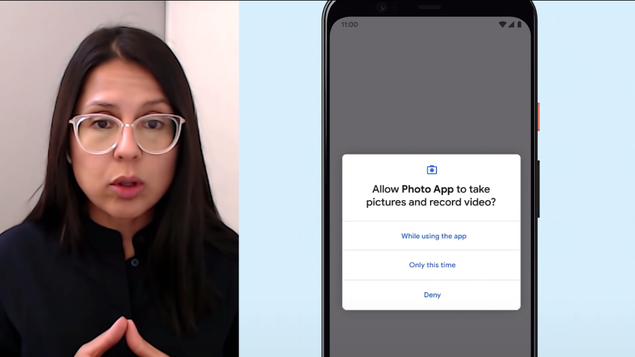 11:00
Allow Photo App to take
pictures and record video?
While using the app
Only this time
Deny